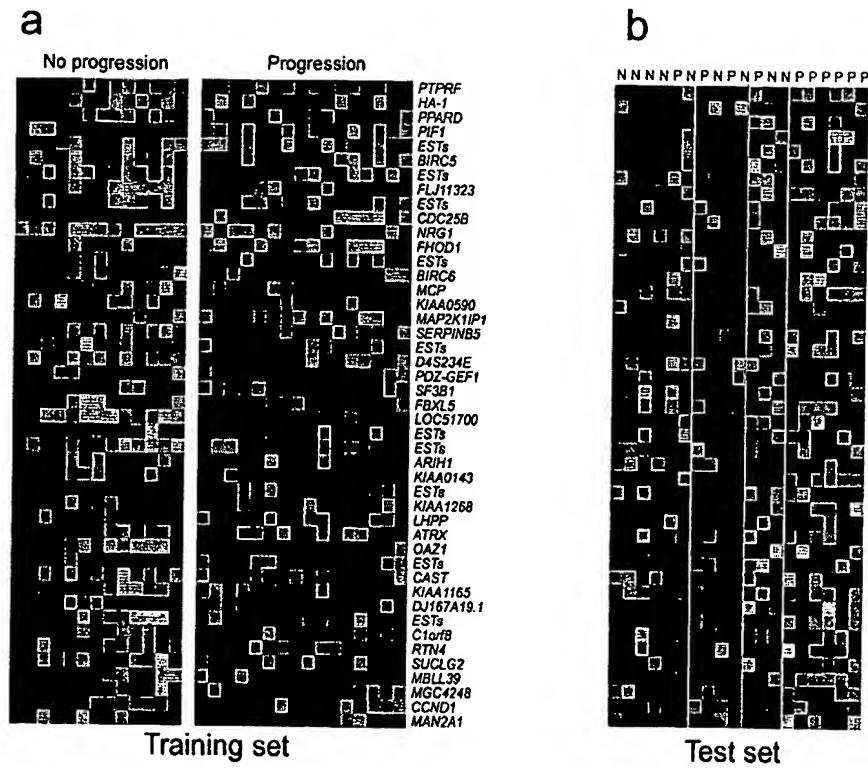 a
No progression
Progression
PTPRF
HA-1
PPARD
PIF1
ESTs
BIRC5
ESTs
FLJ11323
ESTs
CDC25B
NRG1
FHOD1
ESTs
BIRC6
MCP
KIAA0590
MAP2K1IP1
SERPINB5
ESTs
D4S234E
PDZ-GEF1
SF3B1
FBXL5
LOC51700
ESTs
ESTs
ARIH1
KIAA0143
ESTs
KIAA1268
LHPP
ATRX
OAZ1
ESTs
CAST
KIAA1165
DJ167A19.1
ESTs
C1orf8
RTN4
SUCLG2
MBLL39
MGC4248
CCND1
MAN2A1
Training set
b
N N N N P N P N P N P N N P P P P P P
Test set